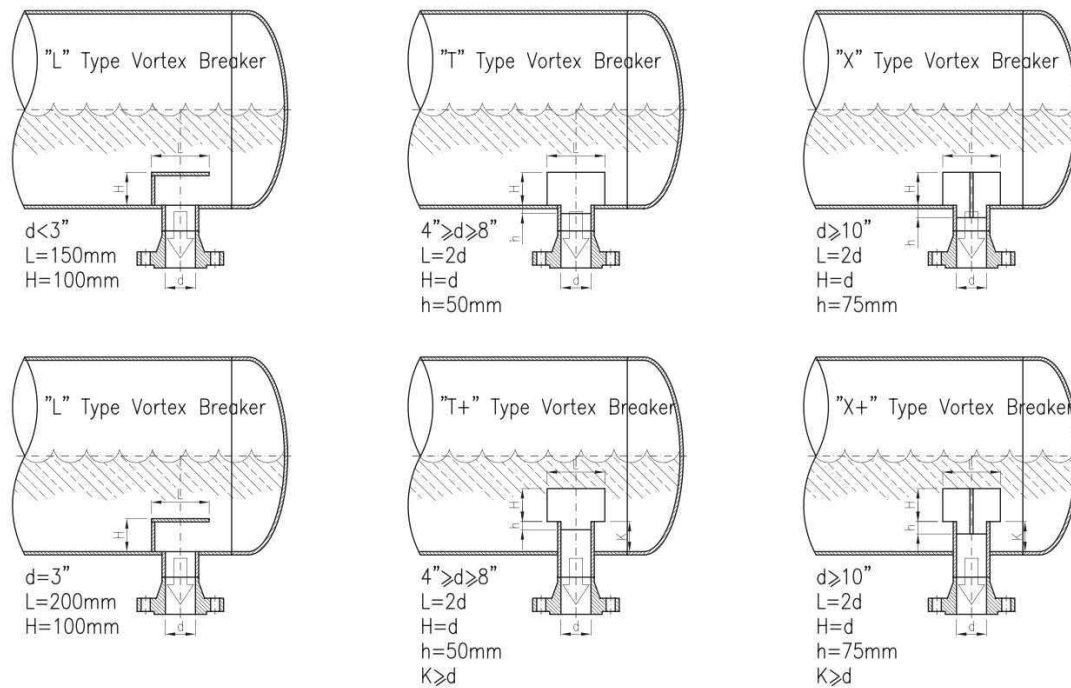 "L" Type Vortex Breaker
L
H
d
d<3"
L=150mm
H=100mm
"T" Type Vortex Breaker
L
H
h
d
4"⩾d⩾8"
L=2d
H=d
h=50mm
"X" Type Vortex Breaker
L
H
h
d
d⩾10"
L=2d
H=d
h=75mm
"L" Type Vortex Breaker
L
H
d
d=3"
L=200mm
H=100mm
"T+" Type Vortex Breaker
L
H
h
K
d
4"⩾d⩾8"
L=2d
H=d
h=50mm
K⩾d
"X+" Type Vortex Breaker
L
H
h
K
d
d⩾10"
L=2d
H=d
h=75mm
K⩾d